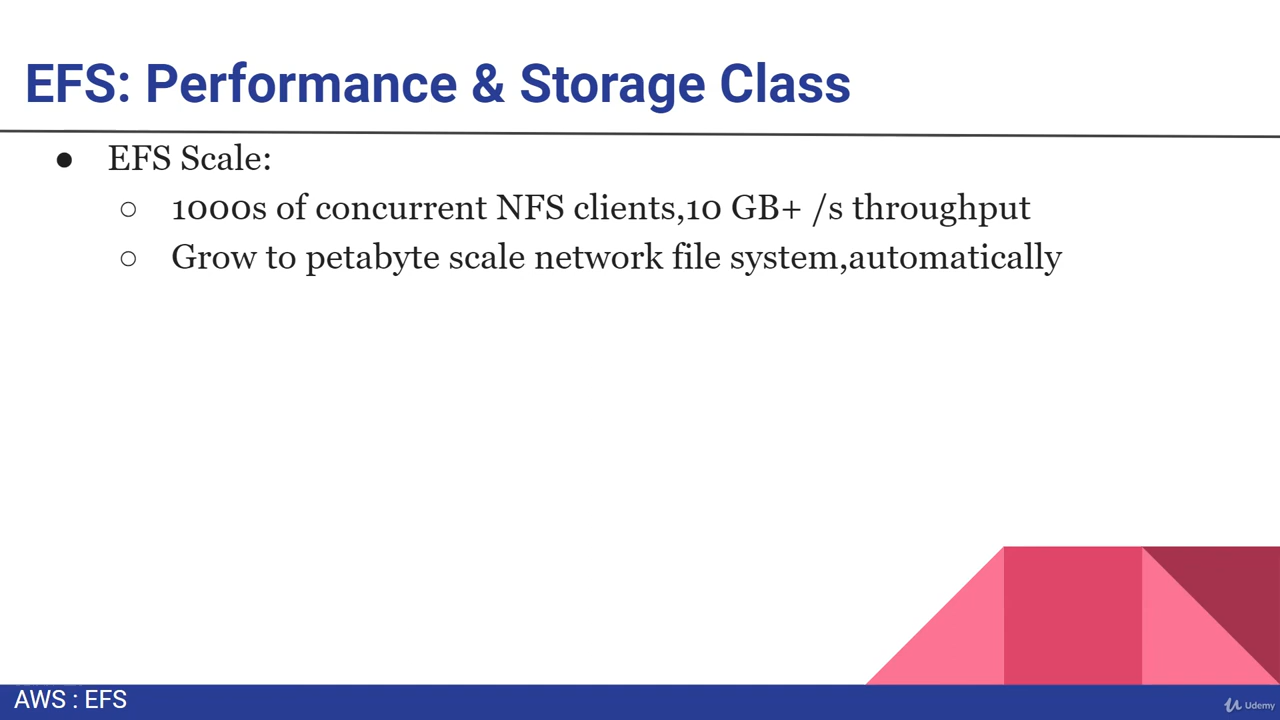 EFS: Performance & Storage Class
● EFS Scale:
○ 1000s of concurrent NFS clients,10 GB+ /s throughput
○ Grow to petabyte scale network file system,automatically
AWS : EFS
Udemy